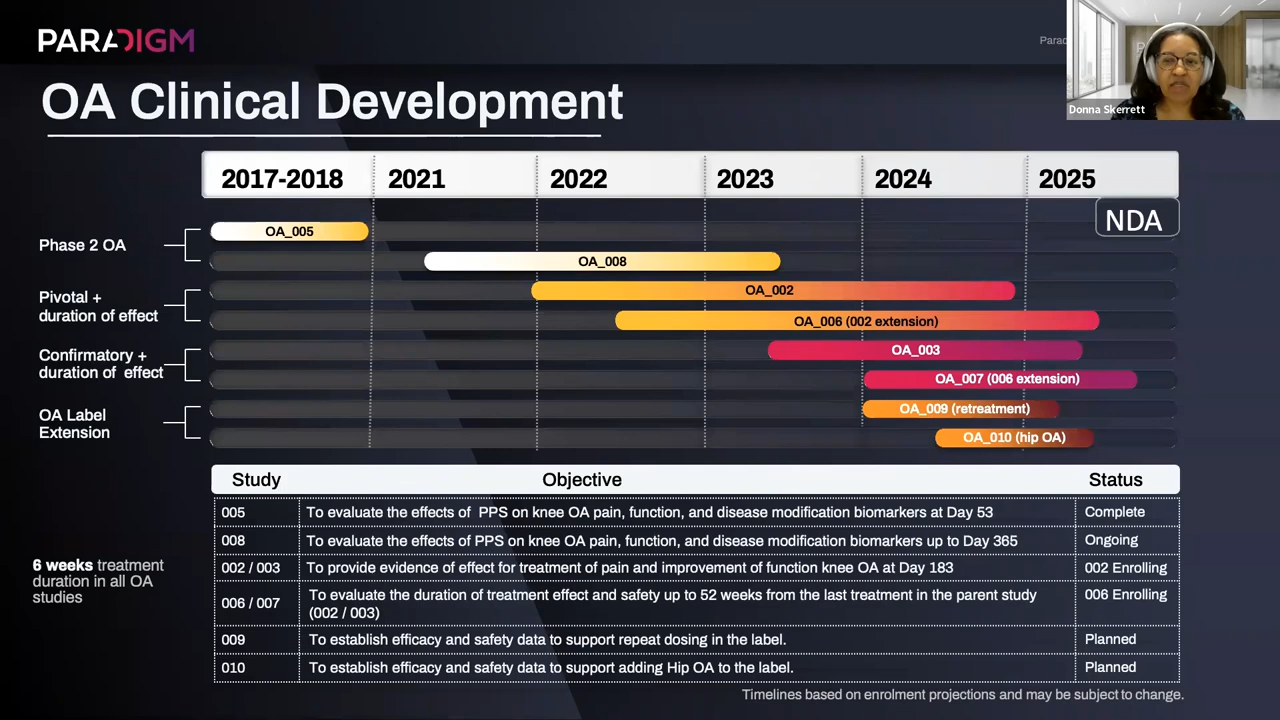 PARADIGM
Donna Skerrett
OA Clinical Development
2017-2018 2021 2022 2023 2024 2025
NDA
Phase 2 OA
OA_005
OA_008
Pivotal +
duration of effect
OA_002
OA_006 (002 extension)
Confirmatory +
duration of effect
OA_003
OA_007 (006 extension)
OA Label
Extension
OA_009 (retreatment)
OA_010 (hip OA)
Study Objective Status
005 To evaluate the effects of PPS on knee OA pain, function, and disease modification biomarkers at Day 53 Complete
008 To evaluate the effects of PPS on knee OA pain, function, and disease modification biomarkers up to Day 365 Ongoing
002 / 003 To provide evidence of effect for treatment of pain and improvement of function knee OA at Day 183 002 Enrolling
006 / 007 To evaluate the duration of treatment effect and safety up to 52 weeks from the last treatment in the parent study 006 Enrolling
(002 / 003)
009 To establish efficacy and safety data to support repeat dosing in the label. Planned
010 To establish efficacy and safety data to support adding Hip OA to the label. Planned
6 weeks treatment
duration in all OA
studies
Timelines based on enrolment projections and may be subject to change.